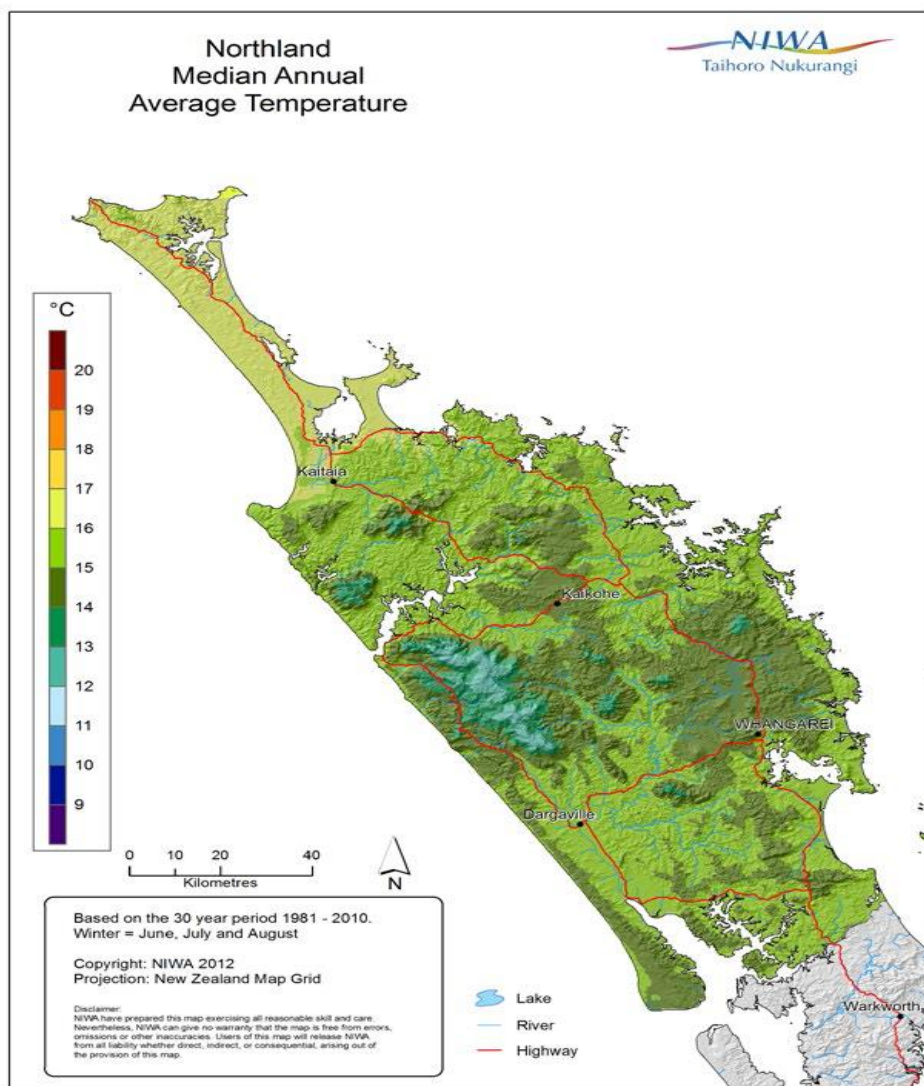 Northland
Median Annual
Average Temperature
NIWA
Taihoro Nukurangi
°C
20
19
18
17
16
15
14
13
12
11
10
9
Kaitaia
Kaikohe
WHANGAREI
Dargaville
Warkworth
0 10 20 40
Kilometres
N
Based on the 30 year period 1981 - 2010.
Winter = June, July and August
Copyright: NIWA 2012
Projection: New Zealand Map Grid
Disclaimer:
NIWA have prepared this map exercising all reasonable skill and care.
Nevertheless, NIWA can give no warranty that the map is free from errors,
omissions or other inaccuracies. Users of this map will release NIWA
from all liability whether direct, indirect, or consequential, arising out of
the provision of this map.
Lake
River
Highway